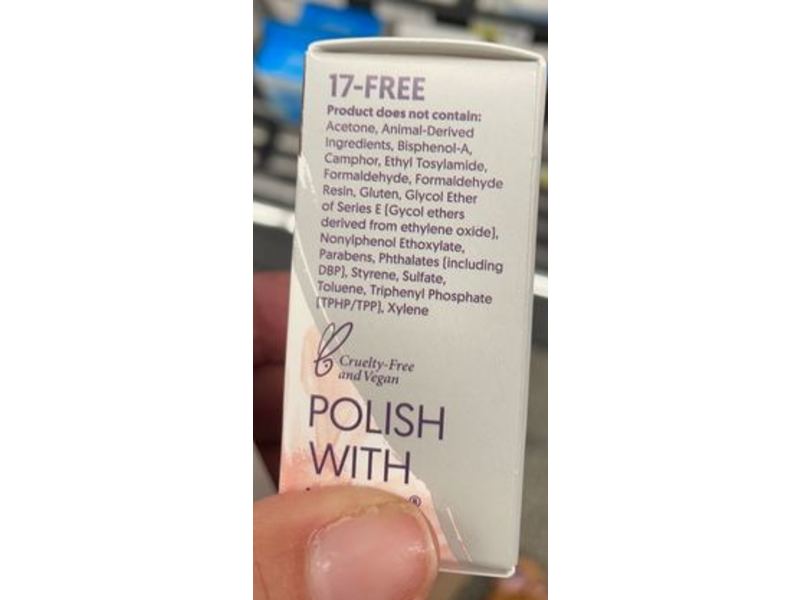 17-FREE
Product does not contain:
Acetone, Animal-Derived
Ingredients, Bisphenol-A,
Camphor, Ethyl Tosylamide,
Formaldehyde, Formaldehyde
Resin, Gluten, Glycol Ether
of Series E (Gycol ethers
derived from ethylene oxide),
Nonylphenol Ethoxylate,
Parabens, Phthalates (including
DBP), Styrene, Sulfate,
Toluene, Triphenyl Phosphate
(TPHP/TPP), Xylene
Cruelty-Free
and Vegan
POLISH
WITH
®